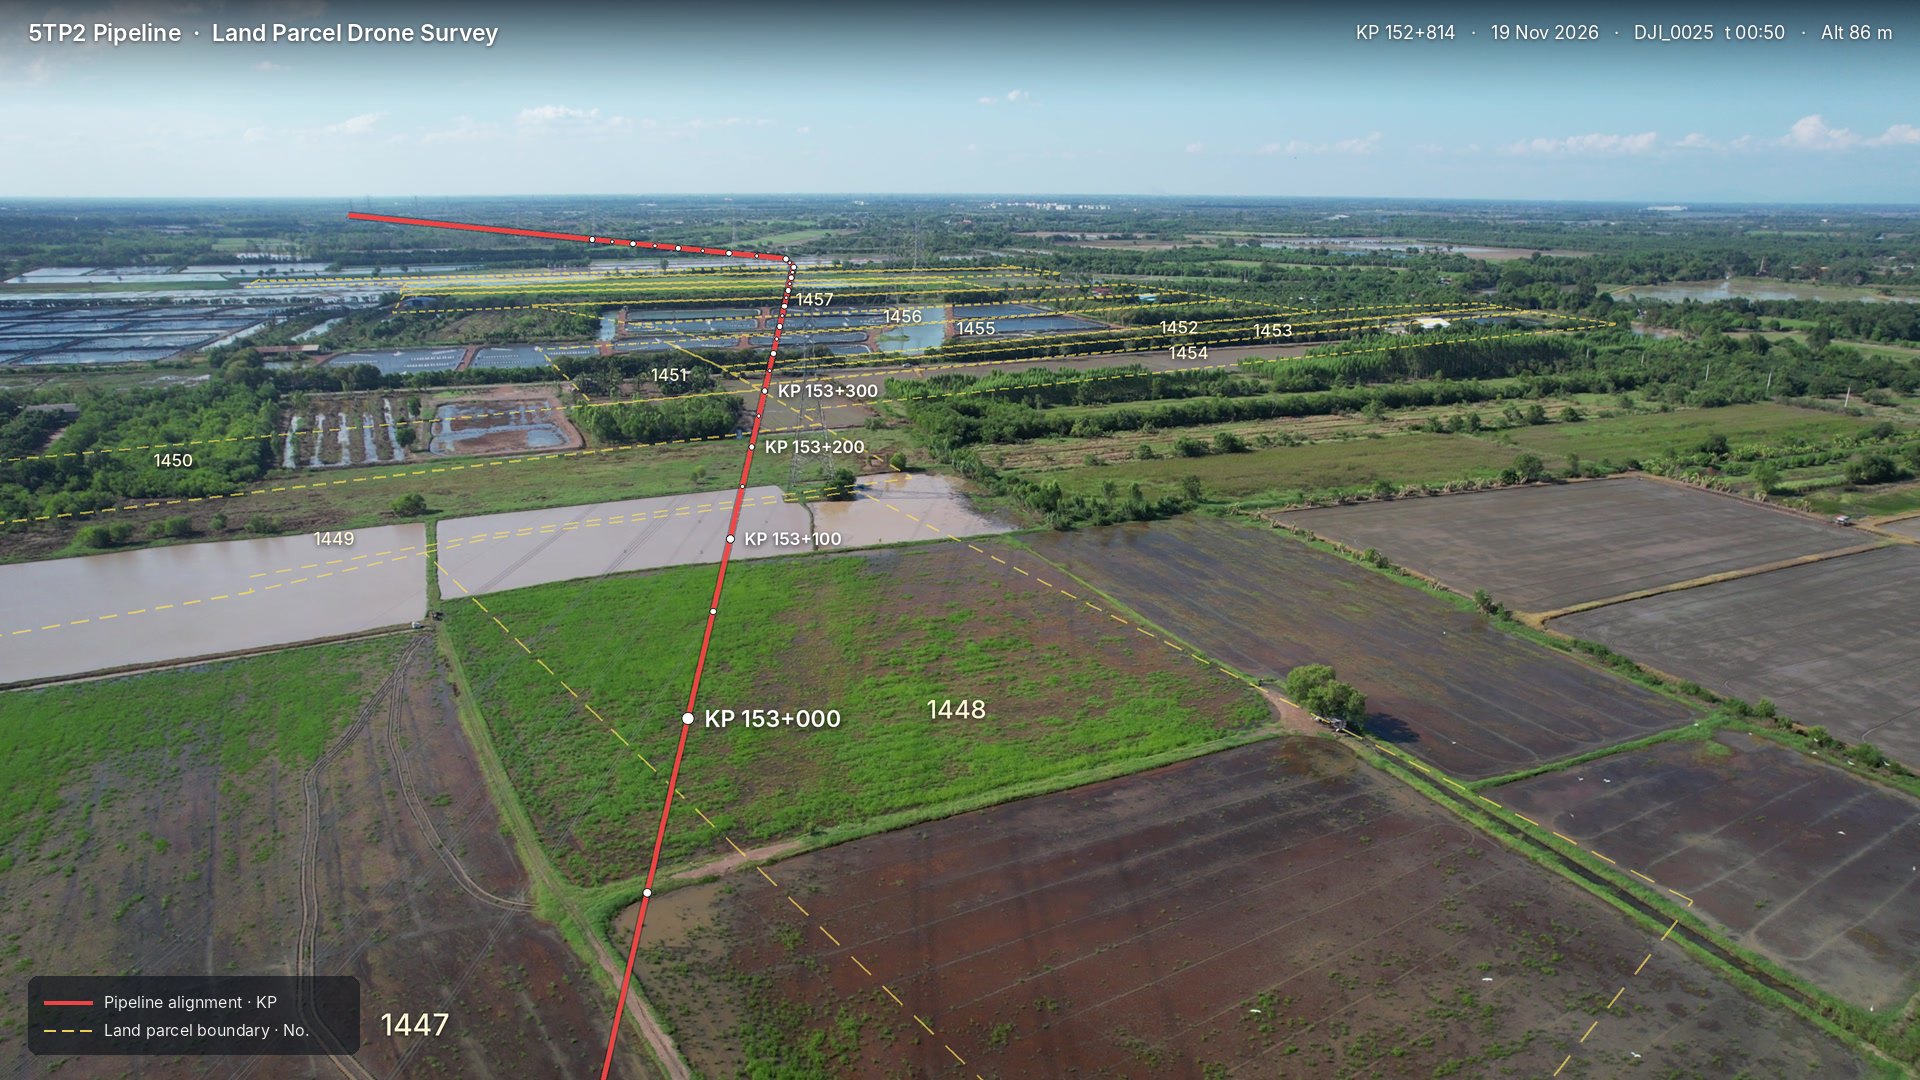 5TP2 Pipeline · Land Parcel Drone Survey
KP 152+814 · 19 Nov 2026 · DJI_0025 t 00:50 · Alt 86 m
1457
1456
1455
1452
1453
1454
1451
KP 153+300
KP 153+200
1450
1449
KP 153+100
1448
KP 153+000
Pipeline alignment · KP
Land parcel boundary · No.
1447